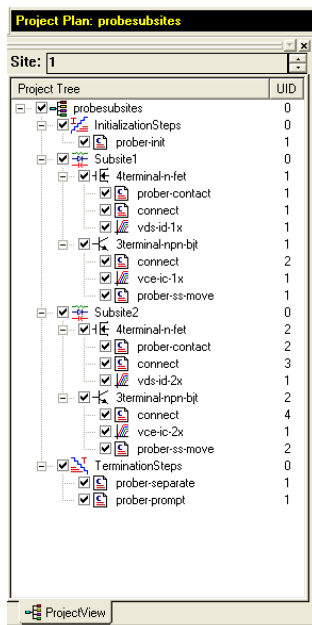 Project Plan: probesubsites
Site: 1
Project Tree UID
probesubsites 0
InitializationSteps 0
prober-init 1
Subsite1 0
4terminal-n-fet 1
prober-contact 1
connect 1
vds-id-1x 1
3terminal-npn-bjt 1
connect 2
vce-ic-1x 1
prober-ss-move 1
Subsite2 0
4terminal-n-fet 2
prober-contact 2
connect 3
vds-id-2x 1
3terminal-npn-bjt 2
connect 4
vce-ic-2x 1
prober-ss-move 2
TerminationSteps 0
prober-separate 1
prober-prompt 1
ProjectView